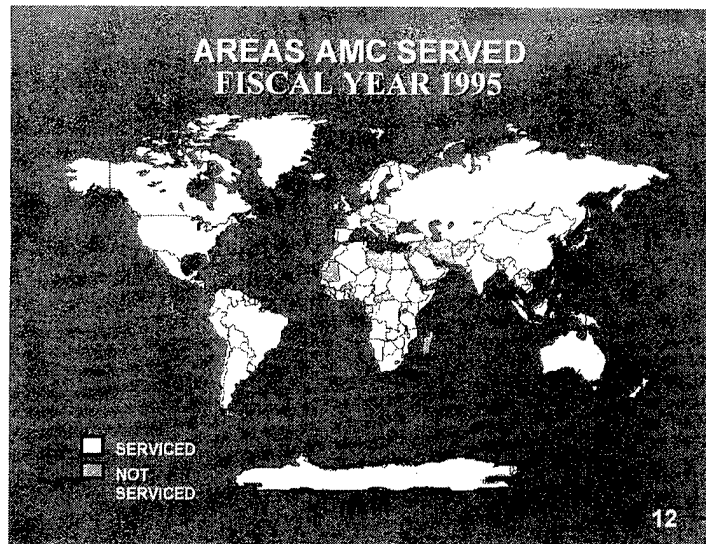 AREAS AMC SERVED
FISCAL YEAR 1995
SERVICED
NOT
SERVICED
12